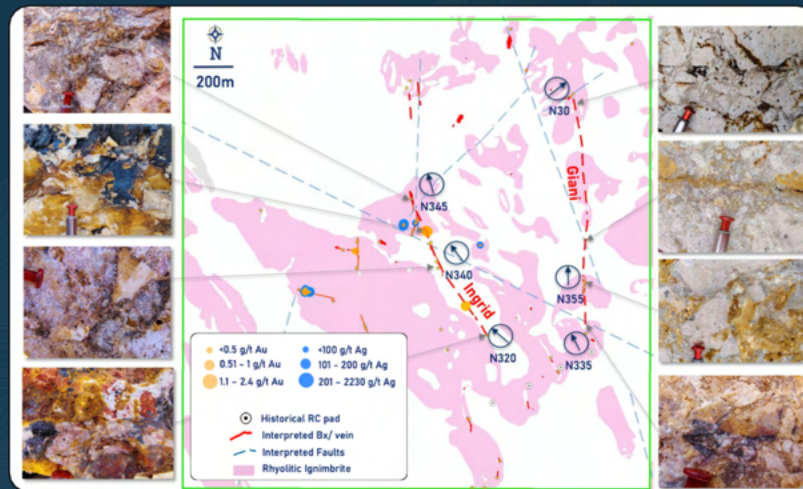 N
200m
N30
Giani
N345
N340
Ingrid
N355
N320
N335
<0.5 g/t Au
0.51 - 1 g/t Au
1.1 - 2.4 g/t Au
<100 g/t Ag
101 - 200 g/t Ag
201 - 2230 g/t Ag
Historical RC pad
Interpreted Bx/ vein
Interpreted Faults
Rhyolitic Ignimbrite